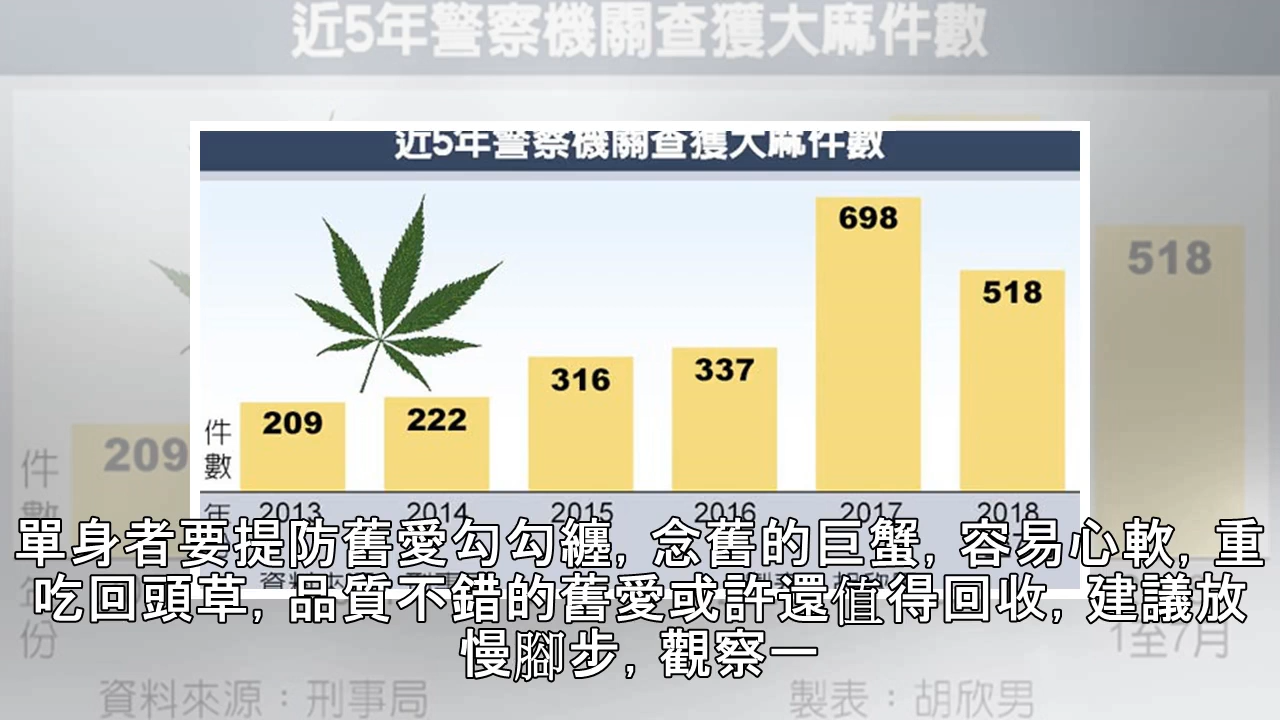 近5年警察機關查獲大麻件數
近5年警察機關查獲大麻件數
698
518
518
316
337
209
222
件數
209
件數
年
2013
2014
2015
2016
2017
2018
單身者要提防舊愛勾勾纏, 念舊的巨蟹, 容易心軟, 重
吃回頭草, 品質不錯的舊愛或許還值得回收, 建議放
慢腳步, 觀察一
年份
1至7月
資料來源：刑事局
製表：胡欣男